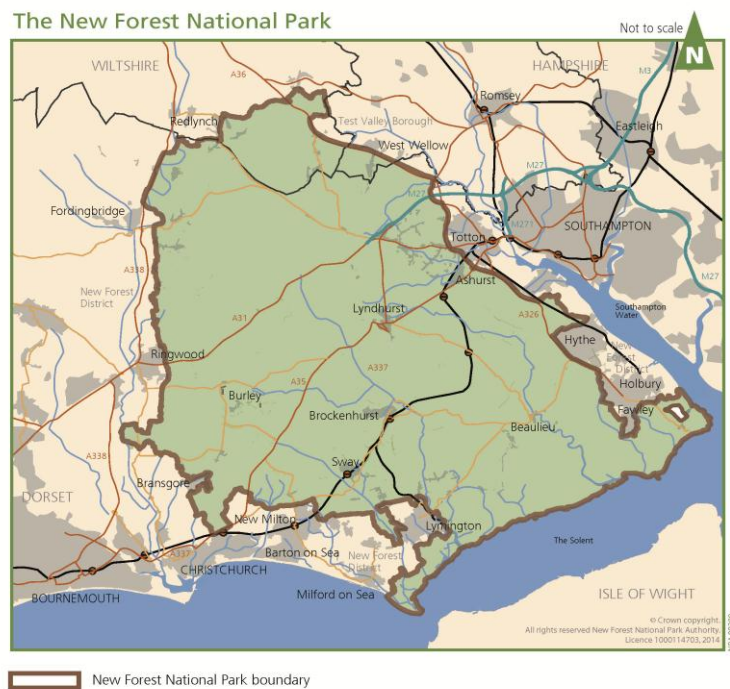 The New Forest National Park
Not to scale
N
WILTSHIRE
A36
HAMPSHIRE
M3
Romsey
Redlynch
Test Valley Borough
Eastleigh
West Wellow
M27
M27
Fordingbridge
M271
SOUTHAMPTON
Totton
A338
M27
Ashurst
New Forest
District
Lyndhurst
A31
A326
Southampton
Water
Hythe
New
Forest
District
Ringwood
A337
A35
Holbury
Burley
Brockenhurst
Fawley
Beaulieu
A338
Sway
Bransgore
DORSET
New Milton
Lymington
The Solent
A337
Barton on Sea
New Forest
District
CHRISTCHURCH
BOURNEMOUTH
Milford on Sea
ISLE OF WIGHT
© Crown copyright.
All rights reserved New Forest National Park Authority.
Licence 1000114703, 2014
New Forest National Park boundary